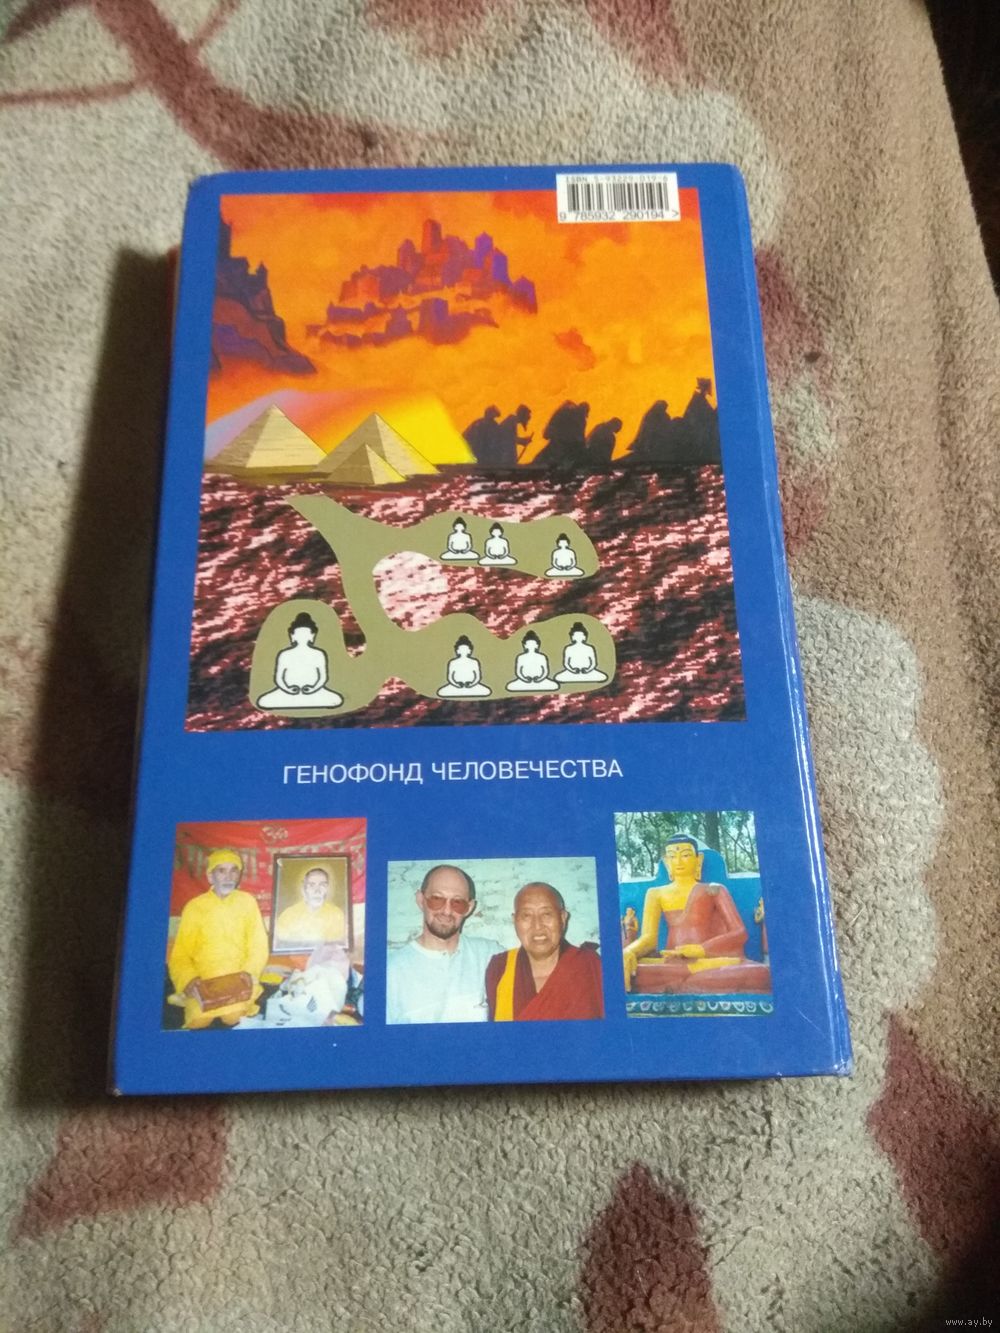 ISBN 5-93229-019-6
9 785932 290194 >
ГЕНОФОНД ЧЕЛОВЕЧЕСТВА
www.ay.by